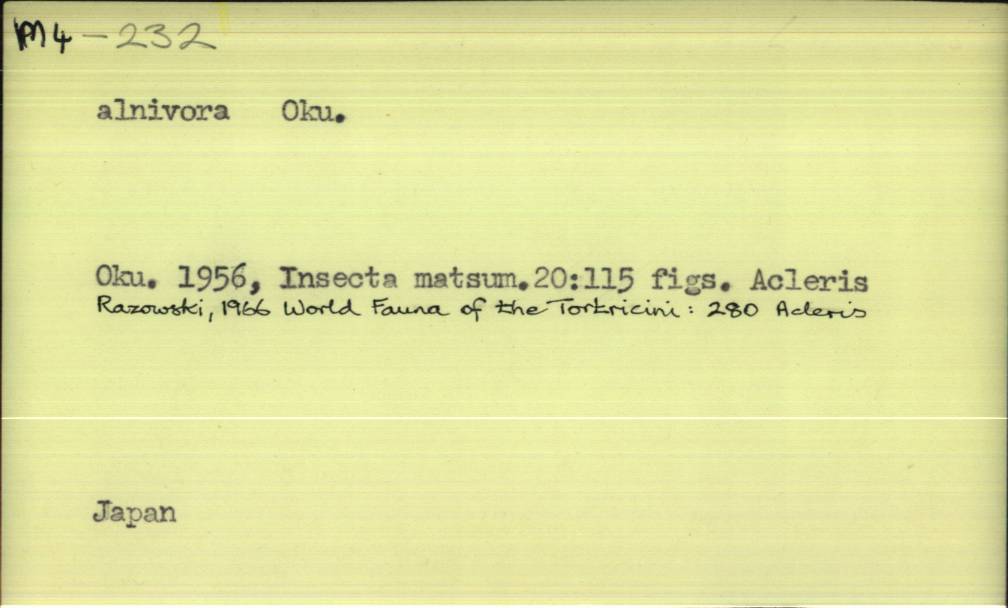 M4-232
alnivora Oku.
Oku. 1956, Insecta matsum.20:115 figs. Acleris
Razowski, 1966 World Fauna of the Tortricini: 280 Acleris
Japan